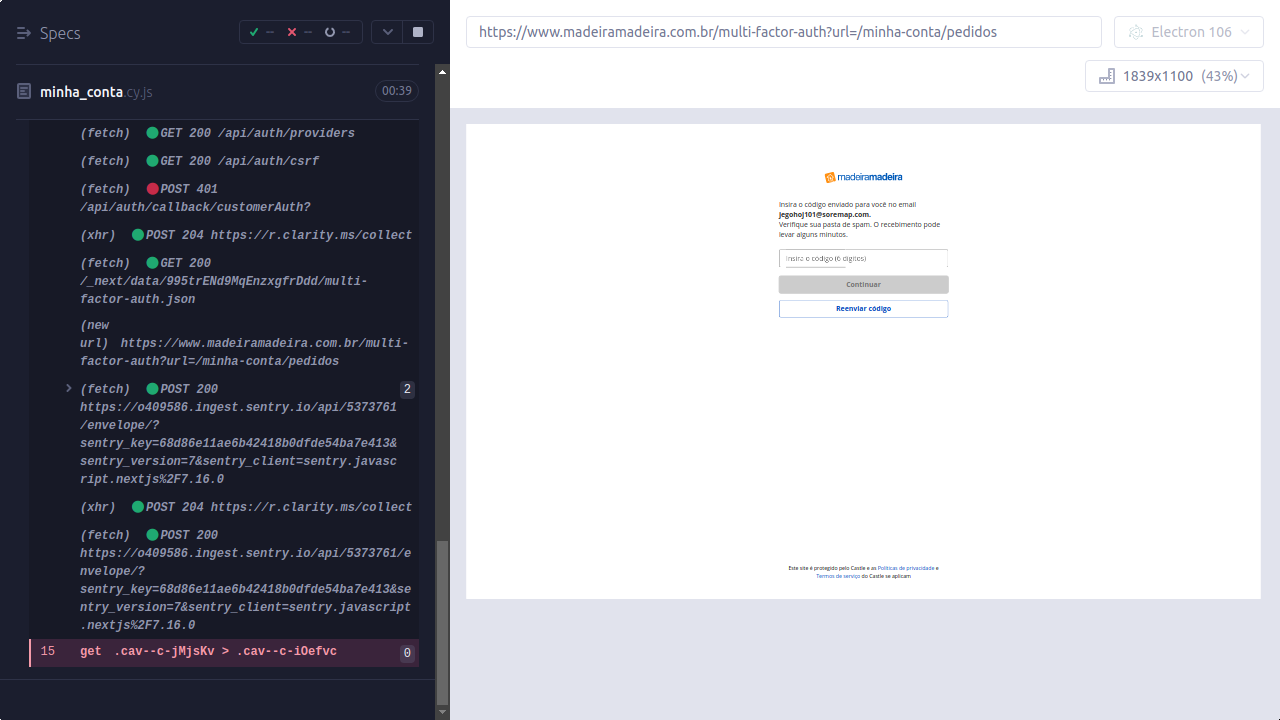 Specs
--
--
--
minha_conta.cy.js
00:39
(fetch) GET 200 /api/auth/providers
(fetch) GET 200 /api/auth/csrf
(fetch) POST 401
/api/auth/callback/customerAuth?
(xhr) POST 204 https://r.clarity.ms/collect
(fetch) GET 200
/_next/data/995trENd9MqEnzxgfrDdd/multi-
factor-auth.json
(new
url) https://www.madeiramadeira.com.br/multi-
factor-auth?url=/minha-conta/pedidos
(fetch) POST 200
2
https://o409586.ingest.sentry.io/api/5373761
/envelope/?
sentry_key=68d86e11ae6b42418b0dfde54ba7e413&
sentry_version=7&sentry_client=sentry.javasc
ript.nextjs%2F7.16.0
(xhr) POST 204 https://r.clarity.ms/collect
(fetch) POST 200
https://o409586.ingest.sentry.io/api/5373761/e
nvelope/?
sentry_key=68d86e11ae6b42418b0dfde54ba7e413&se
ntry_version=7&sentry_client=sentry.javascript
.nextjs%2F7.16.0
15 get .cav--c-jMjsKv > .cav--c-iOefvc
0
https://www.madeiramadeira.com.br/multi-factor-auth?url=/minha-conta/pedidos
Electron 106
1839x1100 (43%)
madeiramadeira
Insira o código enviado para você no email
jegohoj101@soremap.com.
Verifique sua pasta de spam. O recebimento pode
levar alguns minutos.
Insira o código (6 dígitos)
Continuar
Reenviar código
Este site é protegido pelo Castle e as Políticas de privacidade e
Termos de serviço do Castle se aplicam